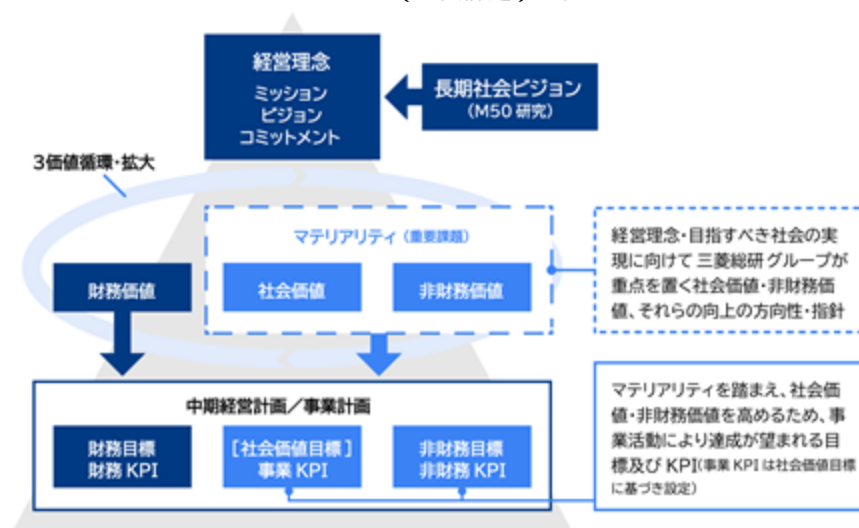 経営理念
ミッション
ビジョン
コミットメント
長期社会ビジョン
(M50 研究)
3価値循環・拡大
マテリアリティ (重要課題)
財務価値
社会価値
非財務価値
経営理念・目指すべき社会の実
現に向けて 三菱総研 グループが
重点を置く社会価値・非財務価
値、それらの向上の方向性・指針
中期経営計画／事業計画
財務目標
財務 KPI
[社会価値目標]
事業 KPI
非財務目標
非財務 KPI
マテリアリティを踏まえ、社会価
値・非財務価値を高めるため、事
業活動により達成が望まれる目
標及び KPI(事業 KPI は社会価値目標
に基づき設定)